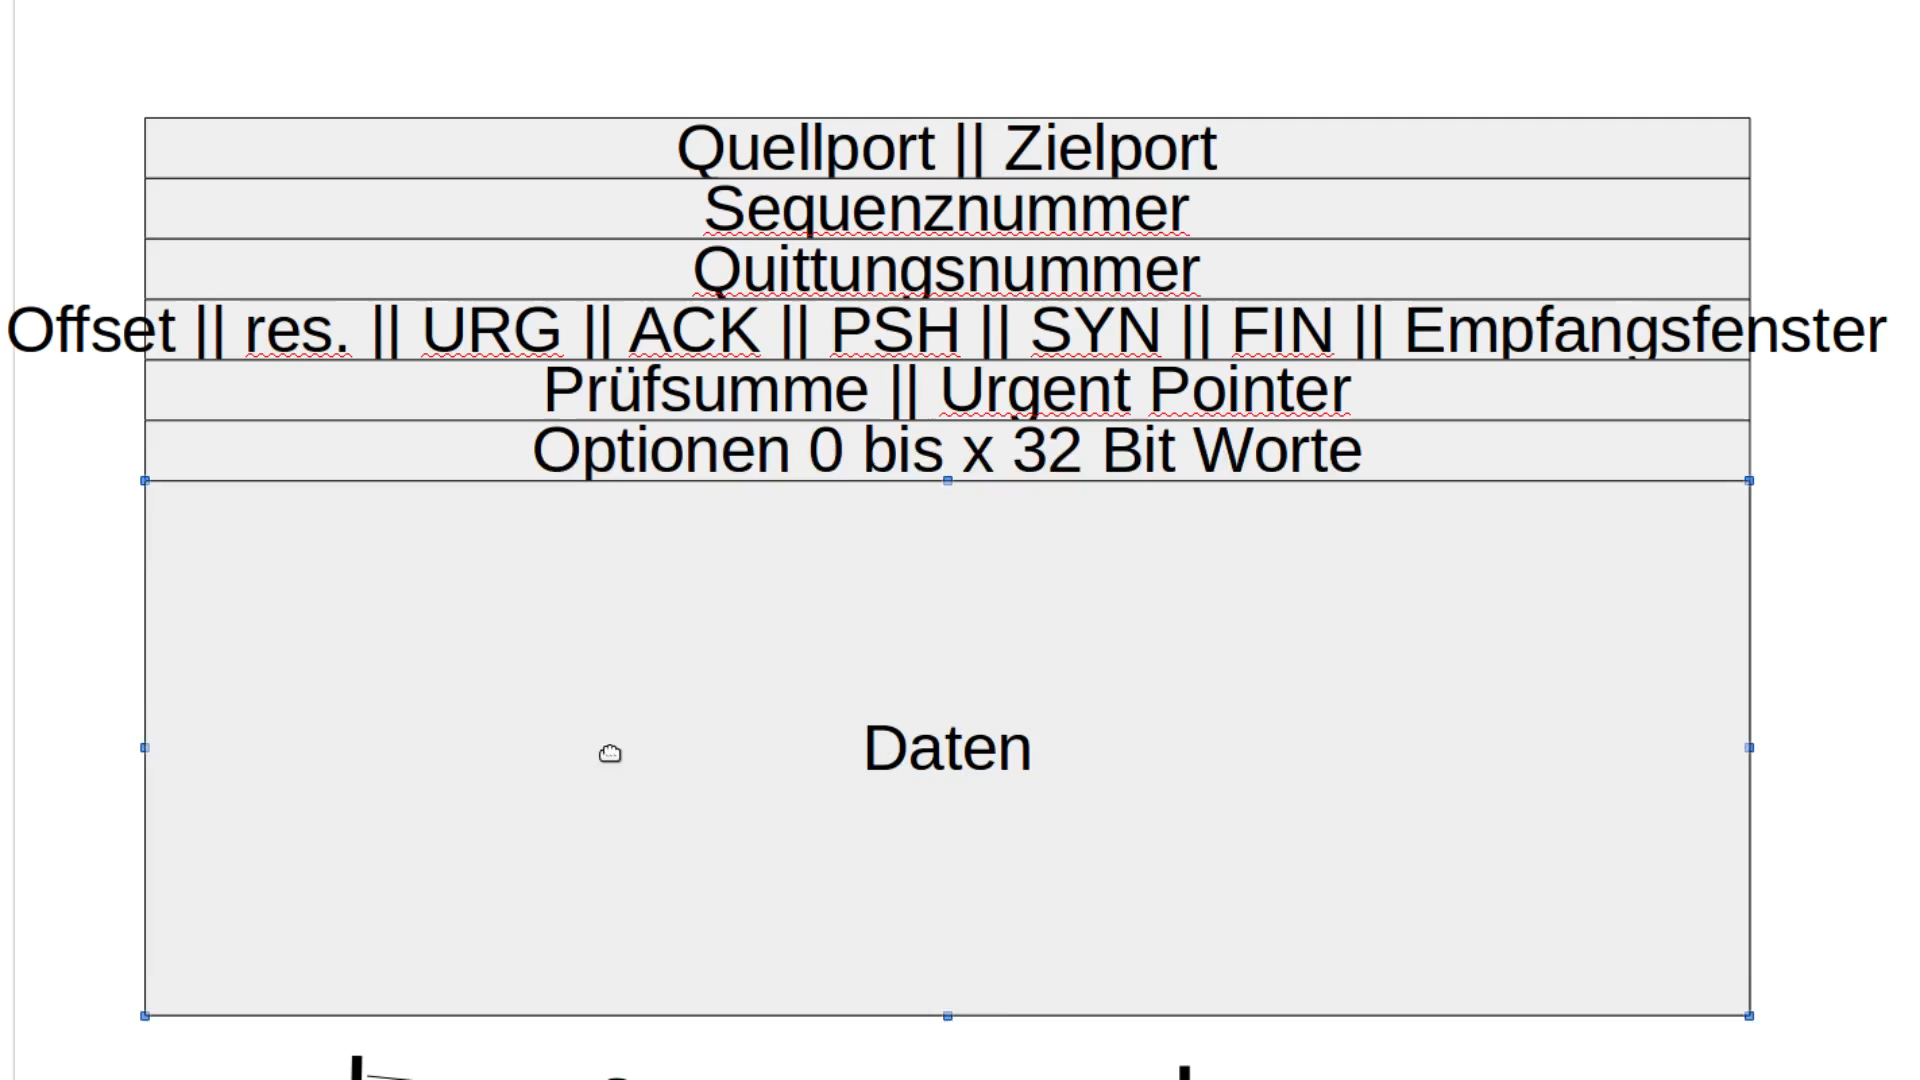 Quellport || Zielport
Sequenznummer
Quittungsnummer
Offset || res. || URG || ACK || PSH || SYN || FIN || Empfangsfenster
Prüfsumme || Urgent Pointer
Optionen 0 bis x 32 Bit Worte
Daten